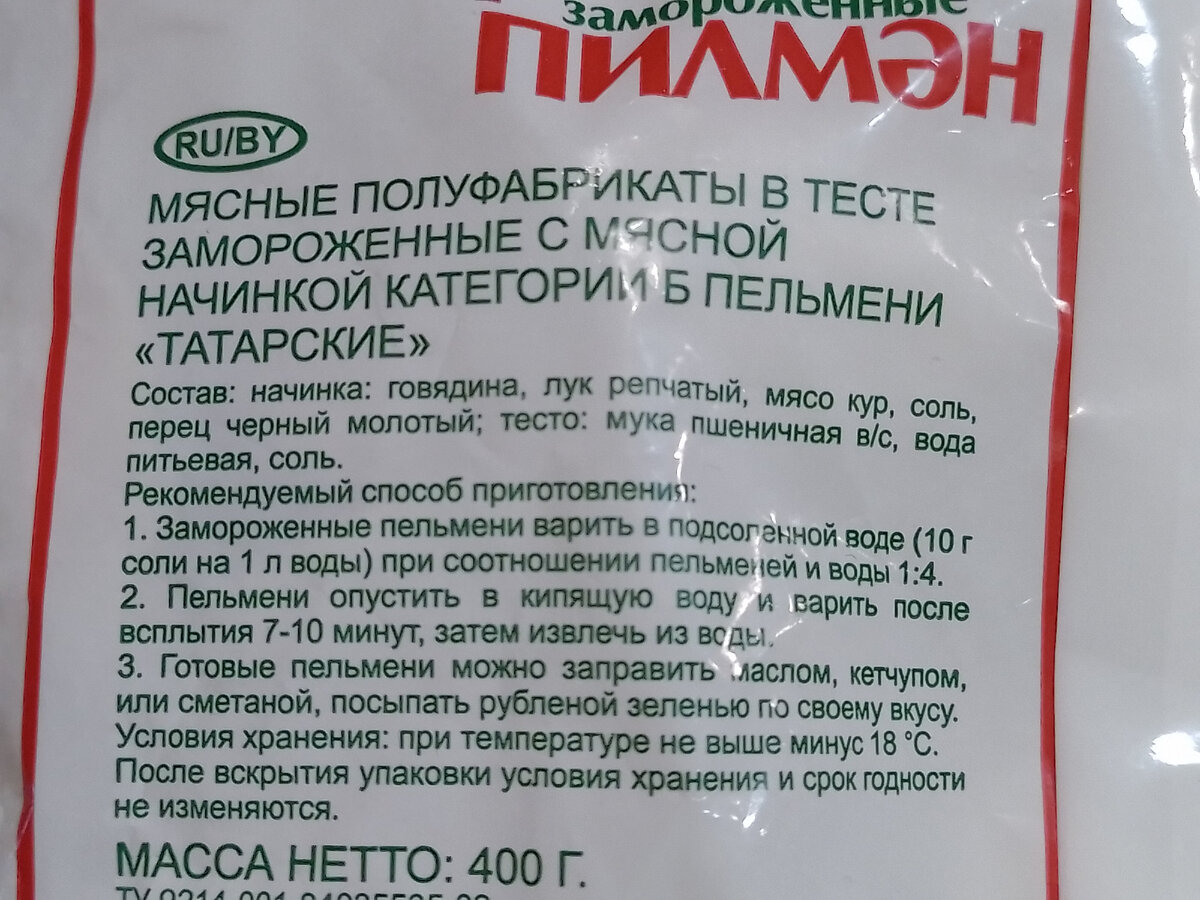 замороженные
ПИЛМӘН
RU/BY
МЯСНЫЕ ПОЛУФАБРИКАТЫ В ТЕСТЕ
ЗАМОРОЖЕННЫЕ С МЯСНОЙ
НАЧИНКОЙ КАТЕГОРИИ Б ПЕЛЬМЕНИ
«ТАТАРСКИЕ»
Состав: начинка: говядина, лук репчатый, мясо кур, соль,
перец черный молотый; тесто: мука пшеничная в/с, вода
питьевая, соль.
Рекомендуемый способ приготовления:
1. Замороженные пельмени варить в подсоленной воде (10 г
соли на 1 л воды) при соотношении пельменей и воды 1:4.
2. Пельмени опустить в кипящую воду и варить после
всплытия 7-10 минут, затем извлечь из воды.
3. Готовые пельмени можно заправить маслом, кетчупом,
или сметаной, посыпать рубленой зеленью по своему вкусу.
Условия хранения: при температуре не выше минус 18 °С.
После вскрытия упаковки условия хранения и срок годности
не изменяются.
МАССА НЕТТО: 400 Г.
ТУ 9214-001-